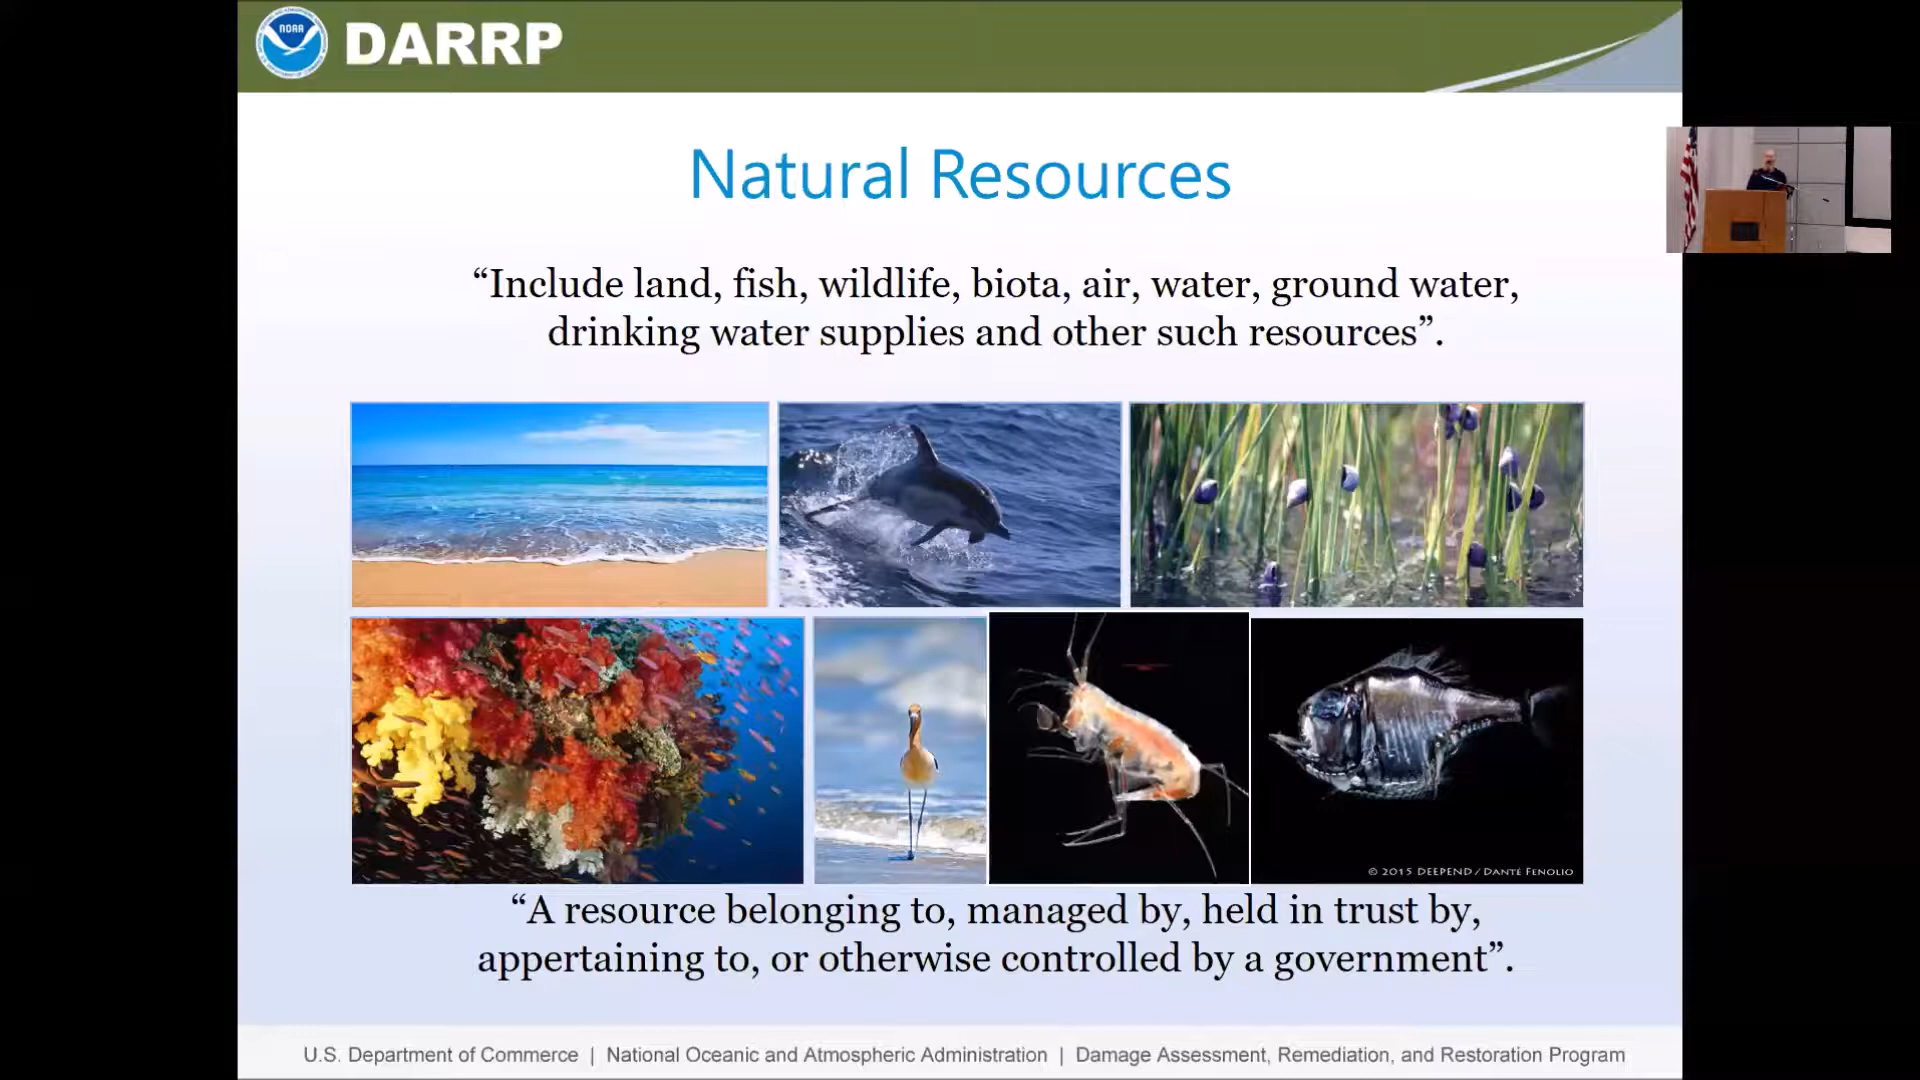 NOAA
DARRP
Natural Resources
“Include land, fish, wildlife, biota, air, water, ground water,
drinking water supplies and other such resources”.
© 2015 DEEPEND / DANTÉ FENOLIO
“A resource belonging to, managed by, held in trust by,
appertaining to, or otherwise controlled by a government”.
U.S. Department of Commerce | National Oceanic and Atmospheric Administration | Damage Assessment, Remediation, and Restoration Program